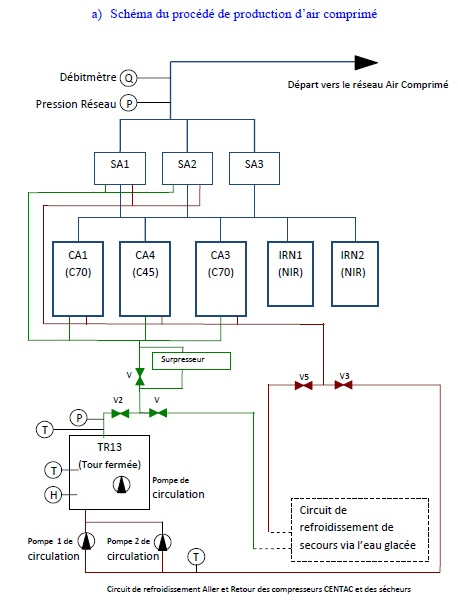 a) Schéma du procédé de production d'air comprimé
Débitmètre Q
Départ vers le réseau Air Comprimé
Pression Réseau P
SA1 SA2 SA3
CA1 CA4 CA3 IRN1 IRN2
(C70) (C45) (C70) (NIR) (NIR)
Surpresseur
V
V5 V3
V2 V
P
T
TR13
(Tour fermée)
T
Pompe de
circulation
H
Circuit de
refroidissement de
secours via l'eau glacée
Pompe 1 de
circulation
Pompe 2 de
circulation
T
Circuit de refroidissement Aller et Retour des compresseurs CENTAC et des sécheurs